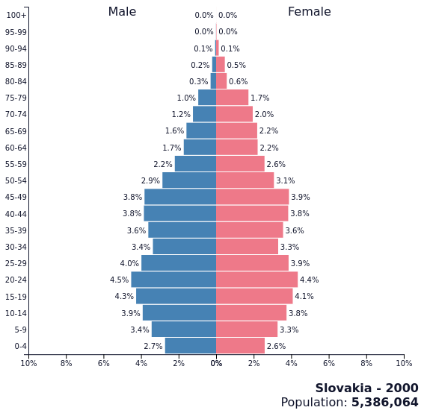 Male Female
100+ 0.0% 0.0%
95-99 0.0% 0.0%
90-94 0.1% 0.1%
85-89 0.2% 0.5%
80-84 0.3% 0.6%
75-79 1.0% 1.7%
70-74 1.2% 2.0%
65-69 1.6% 2.2%
60-64 1.7% 2.2%
55-59 2.2% 2.6%
50-54 2.9% 3.1%
45-49 3.8% 3.9%
40-44 3.8% 3.8%
35-39 3.6% 3.6%
30-34 3.4% 3.3%
25-29 4.0% 3.9%
20-24 4.5% 4.4%
15-19 4.3% 4.1%
10-14 3.9% 3.8%
5-9 3.4% 3.3%
0-4 2.7% 2.6%
10% 8% 6% 4% 2% 0% 2% 4% 6% 8% 10%
Slovakia - 2000
Population: 5,386,064